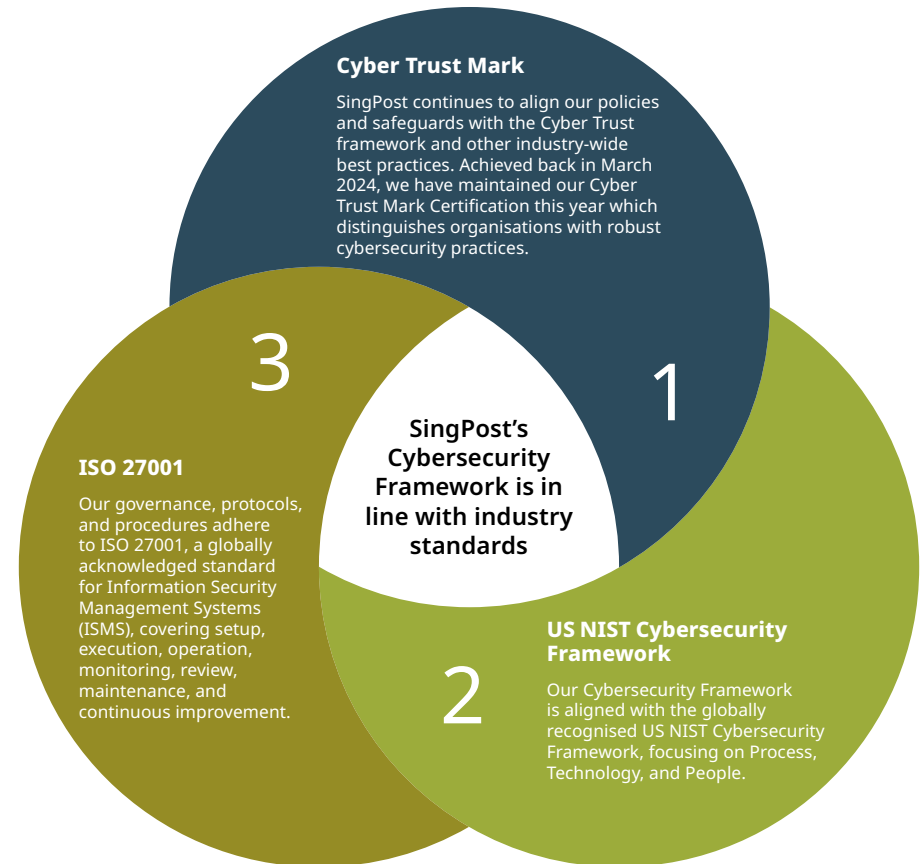 Cyber Trust Mark
SingPost continues to align our policies
and safeguards with the Cyber Trust
framework and other industry-wide
best practices. Achieved back in March
2024, we have maintained our Cyber
Trust Mark Certification this year which
distinguishes organisations with robust
cybersecurity practices.
1
SingPost’s
Cybersecurity
Framework is in
line with industry
standards
2
US NIST Cybersecurity
Framework
Our Cybersecurity Framework
is aligned with the globally
recognised US NIST Cybersecurity
Framework, focusing on Process,
Technology, and People.
3
ISO 27001
Our governance, protocols,
and procedures adhere
to ISO 27001, a globally
acknowledged standard
for Information Security
Management Systems
(ISMS), covering setup,
execution, operation,
monitoring, review,
maintenance, and
continuous improvement.